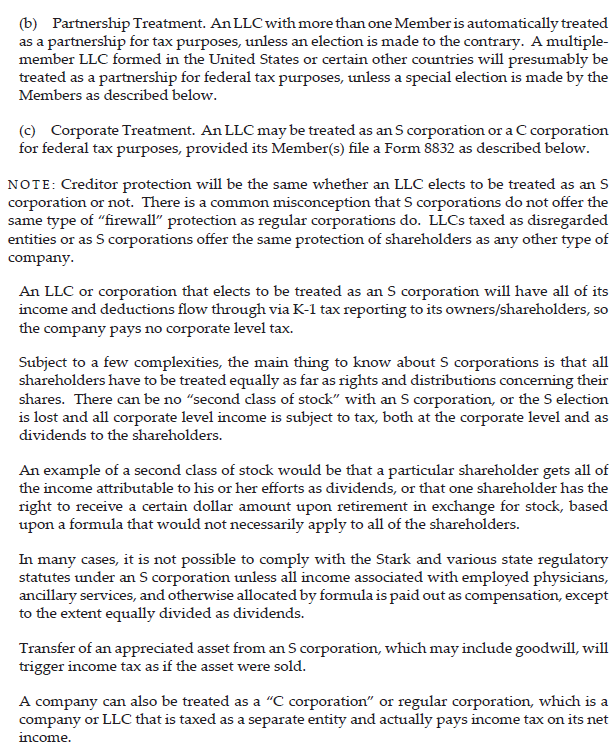 (b) Partnership Treatment. An LLC with more than one Member is automatically treated
as a partnership for tax purposes, unless an election is made to the contrary. A multiple-
member LLC formed in the United States or certain other countries will presumably be
treated as a partnership for federal tax purposes, unless a special election is made by the
Members as described below.
(c) Corporate Treatment. An LLC may be treated as an S corporation or a C corporation
for federal tax purposes, provided its Member(s) file a Form 8832 as described below.
NOTE: Creditor protection will be the same whether an LLC elects to be treated as an S
corporation or not. There is a common misconception that S corporations do not offer the
same type of “firewall” protection as regular corporations do. LLCs taxed as disregarded
entities or as S corporations offer the same protection of shareholders as any other type of
company.
An LLC or corporation that elects to be treated as an S corporation will have all of its
income and deductions flow through via K-1 tax reporting to its owners/shareholders, so
the company pays no corporate level tax.
Subject to a few complexities, the main thing to know about S corporations is that all
shareholders have to be treated equally as far as rights and distributions concerning their
shares. There can be no “second class of stock” with an S corporation, or the S election
is lost and all corporate level income is subject to tax, both at the corporate level and as
dividends to the shareholders.
An example of a second class of stock would be that a particular shareholder gets all of
the income attributable to his or her efforts as dividends, or that one shareholder has the
right to receive a certain dollar amount upon retirement in exchange for stock, based
upon a formula that would not necessarily apply to all of the shareholders.
In many cases, it is not possible to comply with the Stark and various state regulatory
statutes under an S corporation unless all income associated with employed physicians,
ancillary services, and otherwise allocated by formula is paid out as compensation, except
to the extent equally divided as dividends.
Transfer of an appreciated asset from an S corporation, which may include goodwill, will
trigger income tax as if the asset were sold.
A company can also be treated as a “C corporation” or regular corporation, which is a
company or LLC that is taxed as a separate entity and actually pays income tax on its net
income.